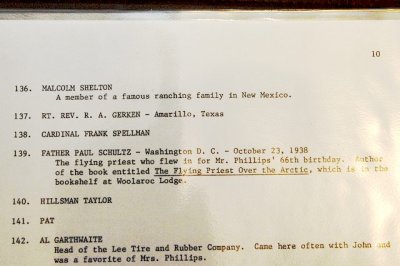 10
136. MALCOLM SHELTON
A member of a famous ranching family in New Mexico.
137. RT. REV. R. A. GERKEN - Amarillo, Texas
138. CARDINAL FRANK SPELLMAN
139. FATHER PAUL SCHULTZ - Washington D. C. - October 23, 1938
The flying priest who flew in for Mr. Phillips' 66th birthday. Author
of the book entitled The Flying Priest Over the Arctic, which is in the
bookshelf at Woolaroc Lodge.
140. HILLSMAN TAYLOR
141. PAT
142. AL GARTHWAITE
Head of the Lee Tire and Rubber Company. Came here often with John and
was a favorite of Mrs. Phillips.